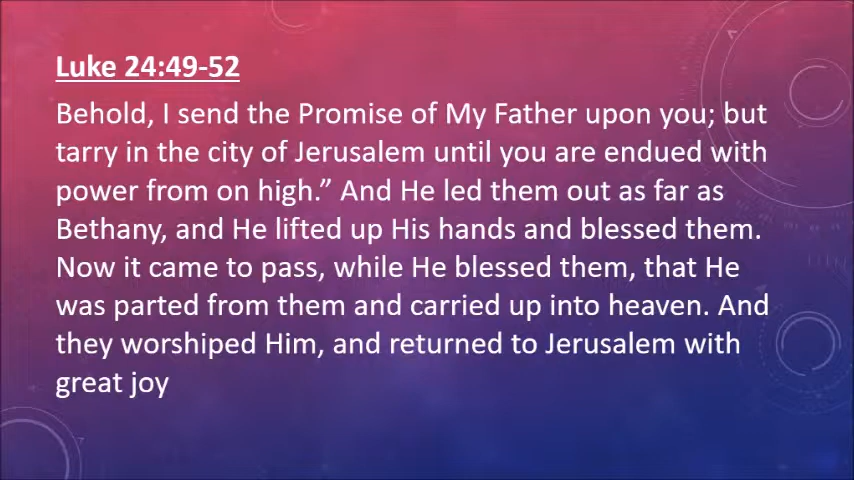 Luke 24:49-52
Behold, I send the Promise of My Father upon you; but
tarry in the city of Jerusalem until you are endued with
power from on high.” And He led them out as far as
Bethany, and He lifted up His hands and blessed them.
Now it came to pass, while He blessed them, that He
was parted from them and carried up into heaven. And
they worshiped Him, and returned to Jerusalem with
great joy